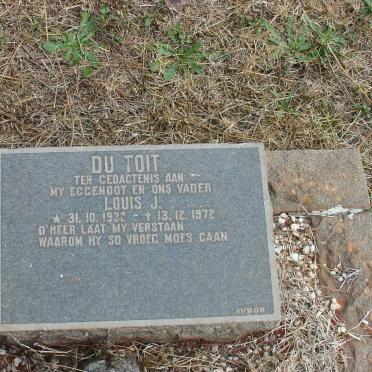 DU TOIT
TER GEDAGTENIS AAN
MY EGGENOOT EN ONS VADER
LOUIS J.
* 31.10.1932 - † 13.12.1972
O'HEER LAAT MY VERSTAAN
WAAROM HY SO VROEG MOES GAAN
AVBOB